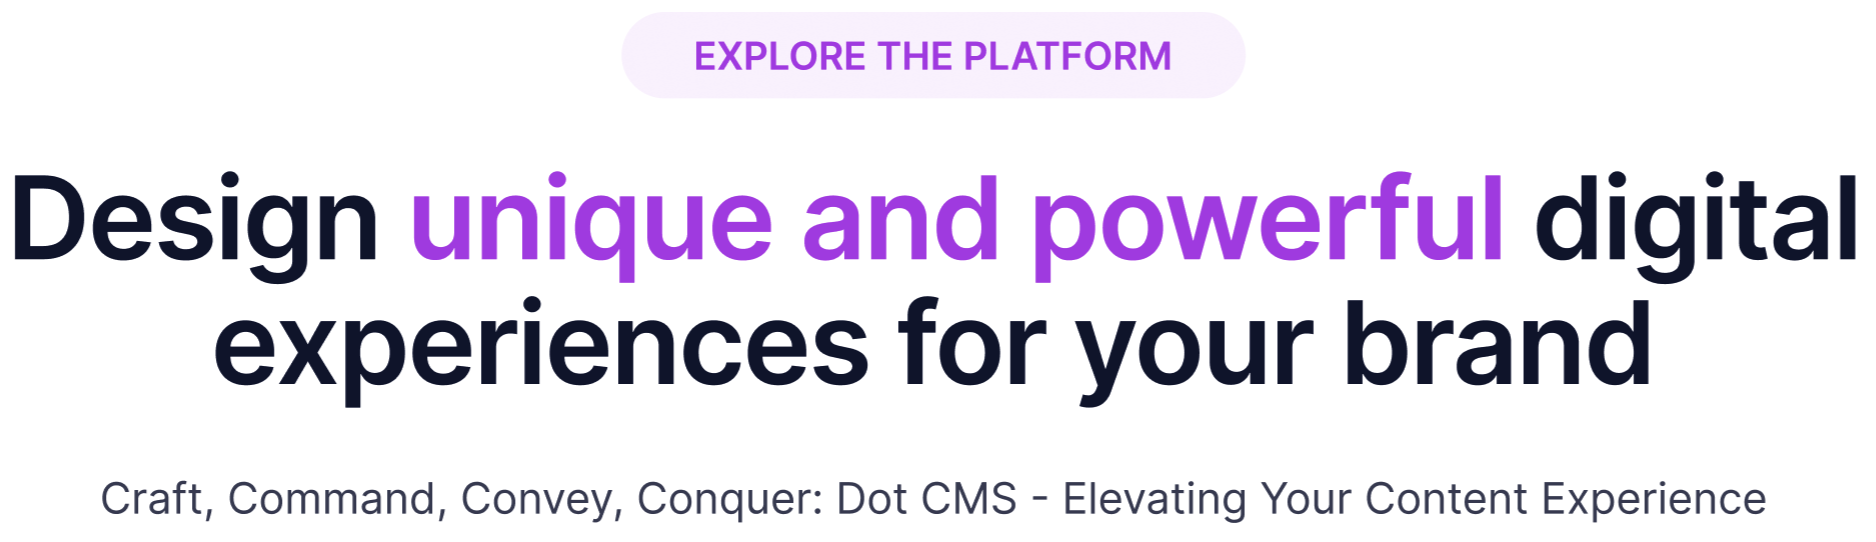 EXPLORE THE PLATFORM
Design unique and powerful digital
experiences for your brand
Craft, Command, Convey, Conquer: Dot CMS - Elevating Your Content Experience